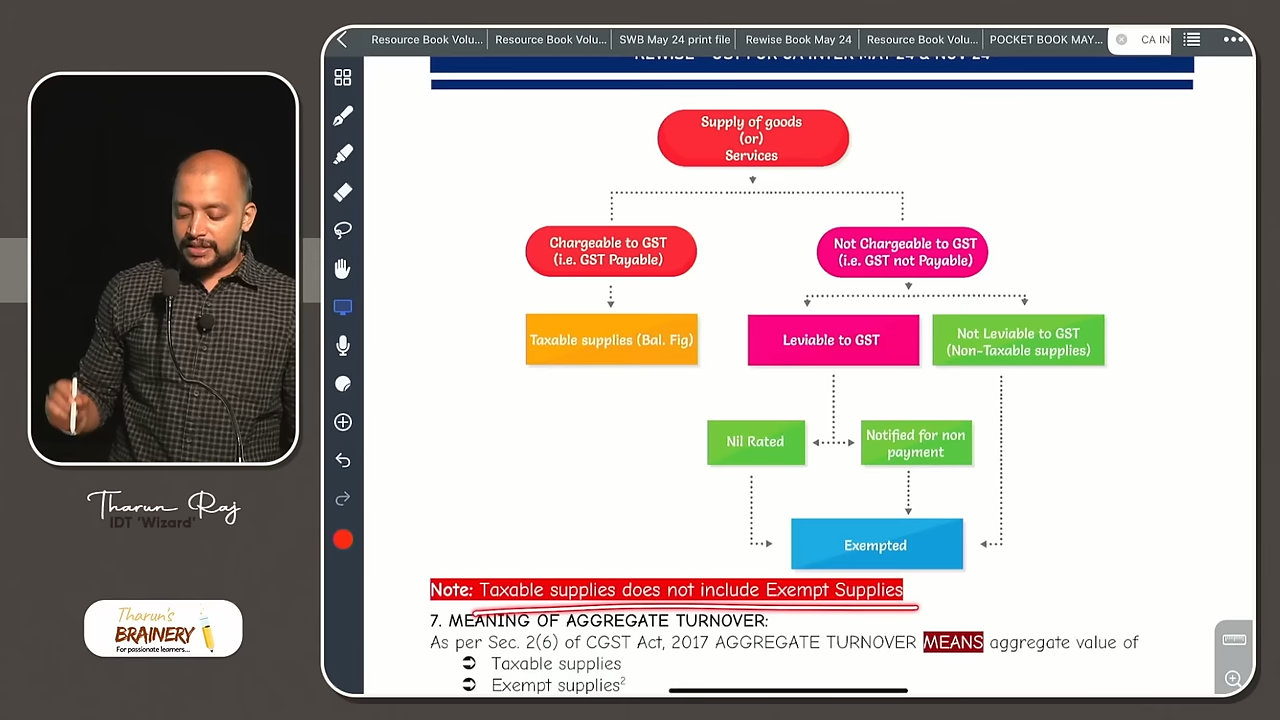 Resource Book Volu...
Resource Book Volu...
SWB May 24 print file
Rewise Book May 24
Resource Book Volu...
POCKET BOOK MAY...
CA IN
REWISE - GST FOR CA INTER MAY 24 & NOV 24
Supply of goods
(or)
Services
Chargeable to GST
(i.e. GST Payable)
Not Chargeable to GST
(i.e. GST not Payable)
Taxable supplies (Bal. Fig)
Leviable to GST
Not Leviable to GST
(Non-Taxable supplies)
Nil Rated
Notified for non
payment
Exempted
Note: Taxable supplies does not include Exempt Supplies
7. MEANING OF AGGREGATE TURNOVER:
As per Sec. 2(6) of CGST Act, 2017 AGGREGATE TURNOVER MEANS aggregate value of
➲ Taxable supplies
➲ Exempt supplies²
Tharun Raj
IDT 'Wizard'
Tharun's
BRAINERY
For passionate learners...